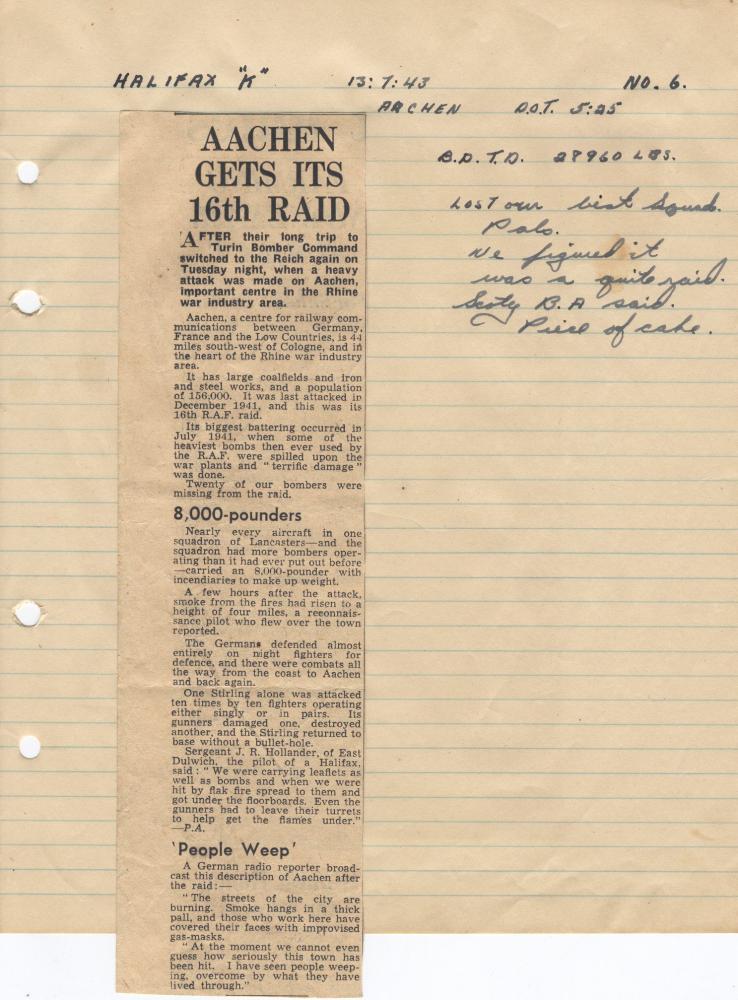 HALIFAX "K" 13:7:43 NO. 6.
AACHEN D.O.T. 5:25
B.D.T.D. 28960 LBS.
LOST our best Squad.
Pals.
We figured it
was a quite raid.
Scoty B.A said.
Piece of cake.
AACHEN
GETS ITS
16th RAID
AFTER their long trip to
Turin Bomber Command
switched to the Reich again on
Tuesday night, when a heavy
attack was made on Aachen,
important centre in the Rhine
war industry area.
Aachen, a centre for railway com-
munications between Germany,
France and the Low Countries, is 44
miles south-west of Cologne, and in
the heart of the Rhine war industry
area.
It has large coalfields and iron
and steel works, and a population
of 156,000. It was last attacked in
December 1941, and this was its
16th R.A.F. raid.
Its biggest battering occurred in
July 1941, when some of the
heaviest bombs then ever used by
the R.A.F. were spilled upon the
war plants and "terrific damage"
was done.
Twenty of our bombers were
missing from the raid.
8,000-pounders
Nearly every aircraft in one
squadron of Lancasters—and the
squadron had more bombers oper-
ating than it had ever put out before
—carried an 8,000-pounder with
incendiaries to make up weight.
A few hours after the attack,
smoke from the fires had risen to a
height of four miles, a reconnais-
sance pilot who flew over the town
reported.
The Germans defended almost
entirely on night fighters for
defence, and there were combats all
the way from the coast to Aachen
and back again.
One Stirling alone was attacked
ten times by ten fighters operating
either singly or in pairs. Its
gunners damaged one, destroyed
another, and the Stirling returned to
base without a bullet-hole.
Sergeant J. R. Hollander, of East
Dulwich, the pilot of a Halifax,
said: "We were carrying leaflets as
well as bombs and when we were
hit by flak fire spread to them and
got under the floorboards. Even the
gunners had to leave their turrets
to help get the flames under."
—P.A.
'People Weep'
A German radio reporter broad-
cast this description of Aachen after
the raid:—
"The streets of the city are
burning. Smoke hangs in a thick
pall, and those who work here have
covered their faces with improvised
gas-masks.
"At the moment we cannot even
guess how seriously this town has
been hit. I have seen people weep-
ing, overcome by what they have
lived through."